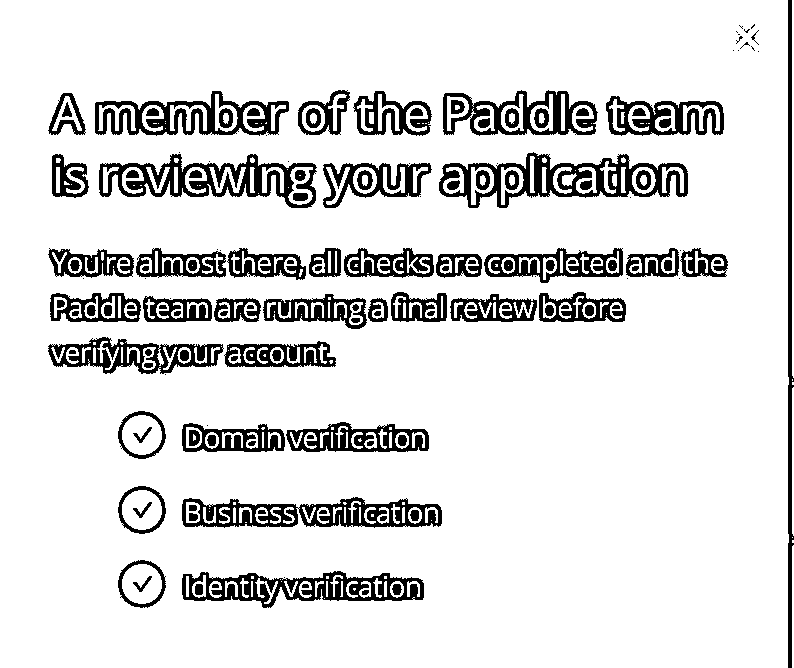 A member of the Paddle team
is reviewing your application
You're almost there, all checks are completed and the
Paddle team are running a final review before
verifying your account.
Domain verification
Business verification
Identity verification